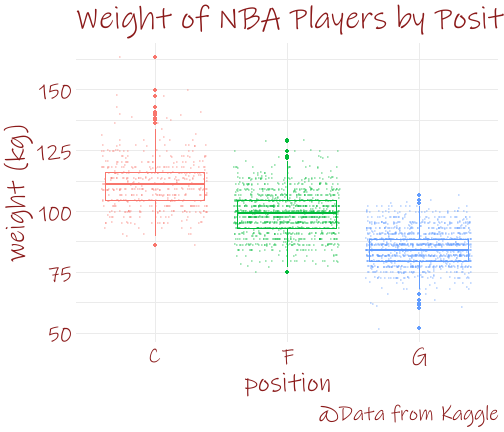 Weight of NBA Players by Posit
weight (kg)
150
125
100
75
50
C F G
position
@Data from Kaggle